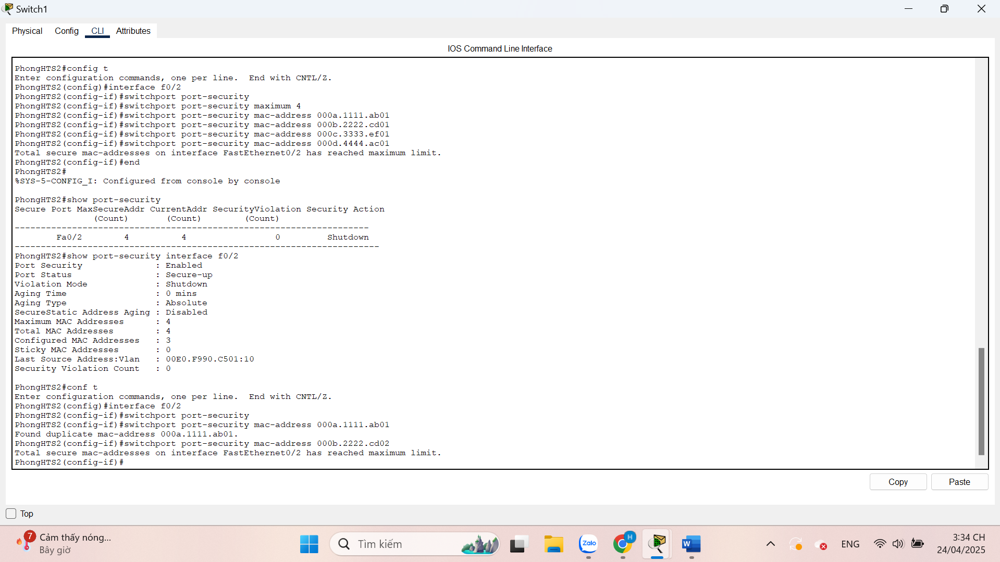 Switch1
Physical Config CLI Attributes
IOS Command Line Interface
PhongHTS2#config t
Enter configuration commands, one per line.  End with CNTL/Z.
PhongHTS2(config)#interface f0/2
PhongHTS2(config-if)#switchport port-security
PhongHTS2(config-if)#switchport port-security maximum 4
PhongHTS2(config-if)#switchport port-security mac-address 000a.1111.ab01
PhongHTS2(config-if)#switchport port-security mac-address 000b.2222.cd01
PhongHTS2(config-if)#switchport port-security mac-address 000c.3333.ef01
PhongHTS2(config-if)#switchport port-security mac-address 000d.4444.ac01
Total secure mac-addresses on interface FastEthernet0/2 has reached maximum limit.
PhongHTS2(config-if)#end
PhongHTS2#
%SYS-5-CONFIG_I: Configured from console by console
PhongHTS2#show port-security
Secure Port MaxSecureAddr CurrentAddr SecurityViolation Security Action
(Count) (Count) (Count)
--------------------------------------------------------------------
Fa0/2 4 4 0 Shutdown
----------------------------------------------------------------------
PhongHTS2#show port-security interface f0/2
Port Security : Enabled
Port Status : Secure-up
Violation Mode : Shutdown
Aging Time : 0 mins
Aging Type : Absolute
SecureStatic Address Aging : Disabled
Maximum MAC Addresses : 4
Total MAC Addresses : 4
Configured MAC Addresses : 3
Sticky MAC Addresses : 0
Last Source Address:Vlan : 00E0.F990.C501:10
Security Violation Count : 0
PhongHTS2#conf t
Enter configuration commands, one per line.  End with CNTL/Z.
PhongHTS2(config)#interface f0/2
PhongHTS2(config-if)#switchport port-security
PhongHTS2(config-if)#switchport port-security mac-address 000a.1111.ab01
Found duplicate mac-address 000a.1111.ab01.
PhongHTS2(config-if)#switchport port-security mac-address 000b.2222.cd02
Total secure mac-addresses on interface FastEthernet0/2 has reached maximum limit.
PhongHTS2(config-if)#
Copy Paste
Top
7 Cảm thấy nóng...
Bây giờ
Tìm kiếm
Zalo
H
W
ENG
3:34 CH
24/04/2025